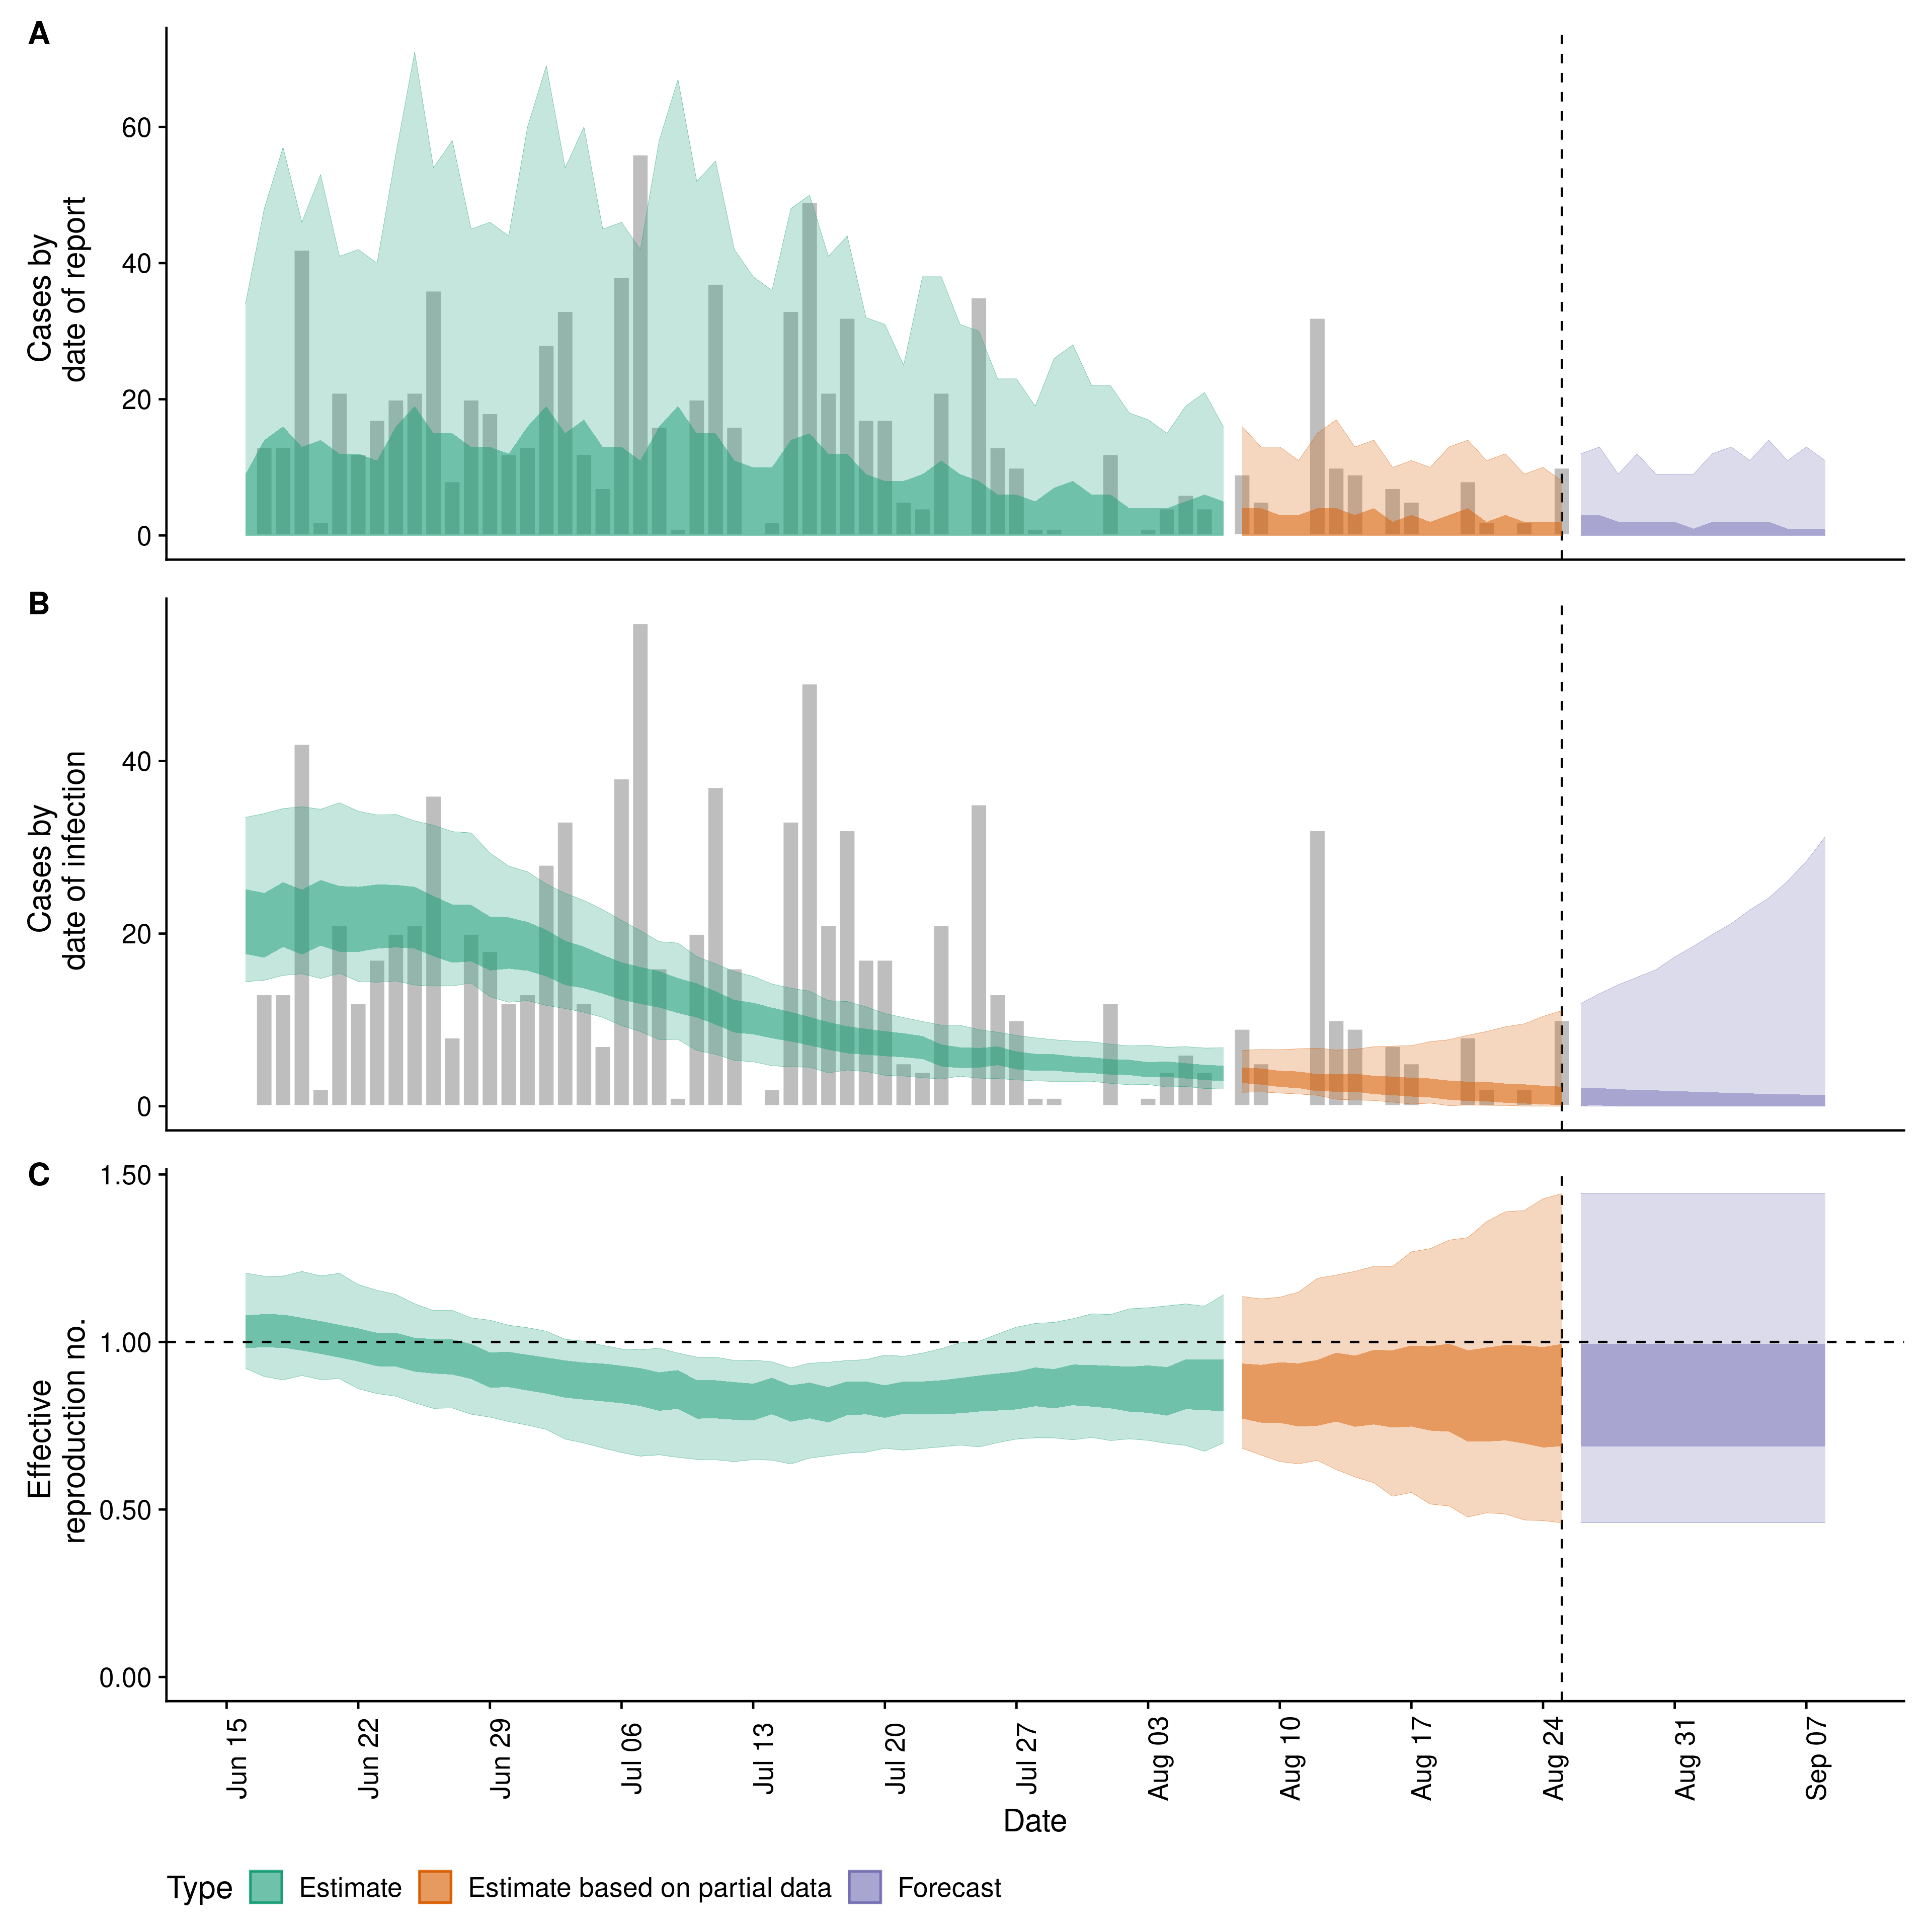 A
Cases by
date of report
60
40
20
0
B
Cases by
date of infection
40
20
0
C
Effective
reproduction no.
1.50
1.00
0.50
0.00
Jun 15
Jun 22
Jun 29
Jul 06
Jul 13
Jul 20
Jul 27
Aug 03
Aug 10
Aug 17
Aug 24
Aug 31
Sep 07
Date
Type Estimate Estimate based on partial data Forecast